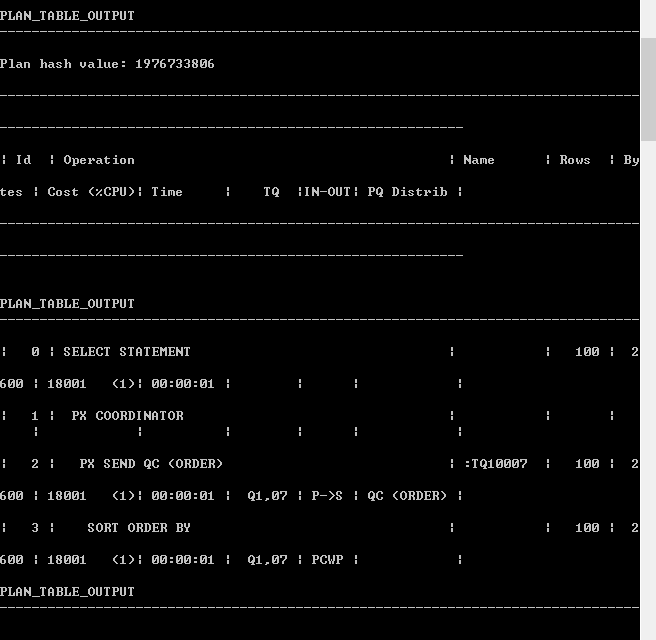 PLAN_TABLE_OUTPUT
--------------------------------------------------------------------------------
Plan hash value: 1976733806
--------------------------------------------------------------------------------
----------------------------------------------------------
| Id  | Operation                                        | Name      | Rows  | By
tes | Cost (%CPU)| Time     |    TQ  |IN-OUT| PQ Distrib |
--------------------------------------------------------------------------------
----------------------------------------------------------
PLAN_TABLE_OUTPUT
--------------------------------------------------------------------------------
|   0 | SELECT STATEMENT                                 |           |   100 |  2
600 | 18001   (1)| 00:00:01 |        |      |            |
|   1 |  PX COORDINATOR                                  |           |       |
    |            |          |        |      |            |
|   2 |   PX SEND QC (ORDER)                             | :TQ10007  |   100 |  2
600 | 18001   (1)| 00:00:01 |  Q1,07 | P->S | QC (ORDER) |
|   3 |    SORT ORDER BY                                 |           |   100 |  2
600 | 18001   (1)| 00:00:01 |  Q1,07 | PCWP |            |
PLAN_TABLE_OUTPUT
--------------------------------------------------------------------------------